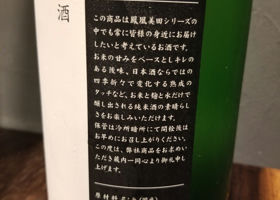 酒
この商品は鳳凰美田シリーズの
中でも常に皆様の身近にお届け
したいと考えているお酒です。
お米の甘みをベースとしキレの
ある後味、日本酒ならではの
四季折々で変化する熟成の
タッチなど、お米と麹と水だけで
醸し出される純米酒の素晴らし
さをお楽しみいただけます。
保管は冷所暗所にて開栓後は
お早めにお召し上がりください。
この度は、弊社商品をお求めい
ただき蔵内一同心より御礼申し
上げます。
原材料名: